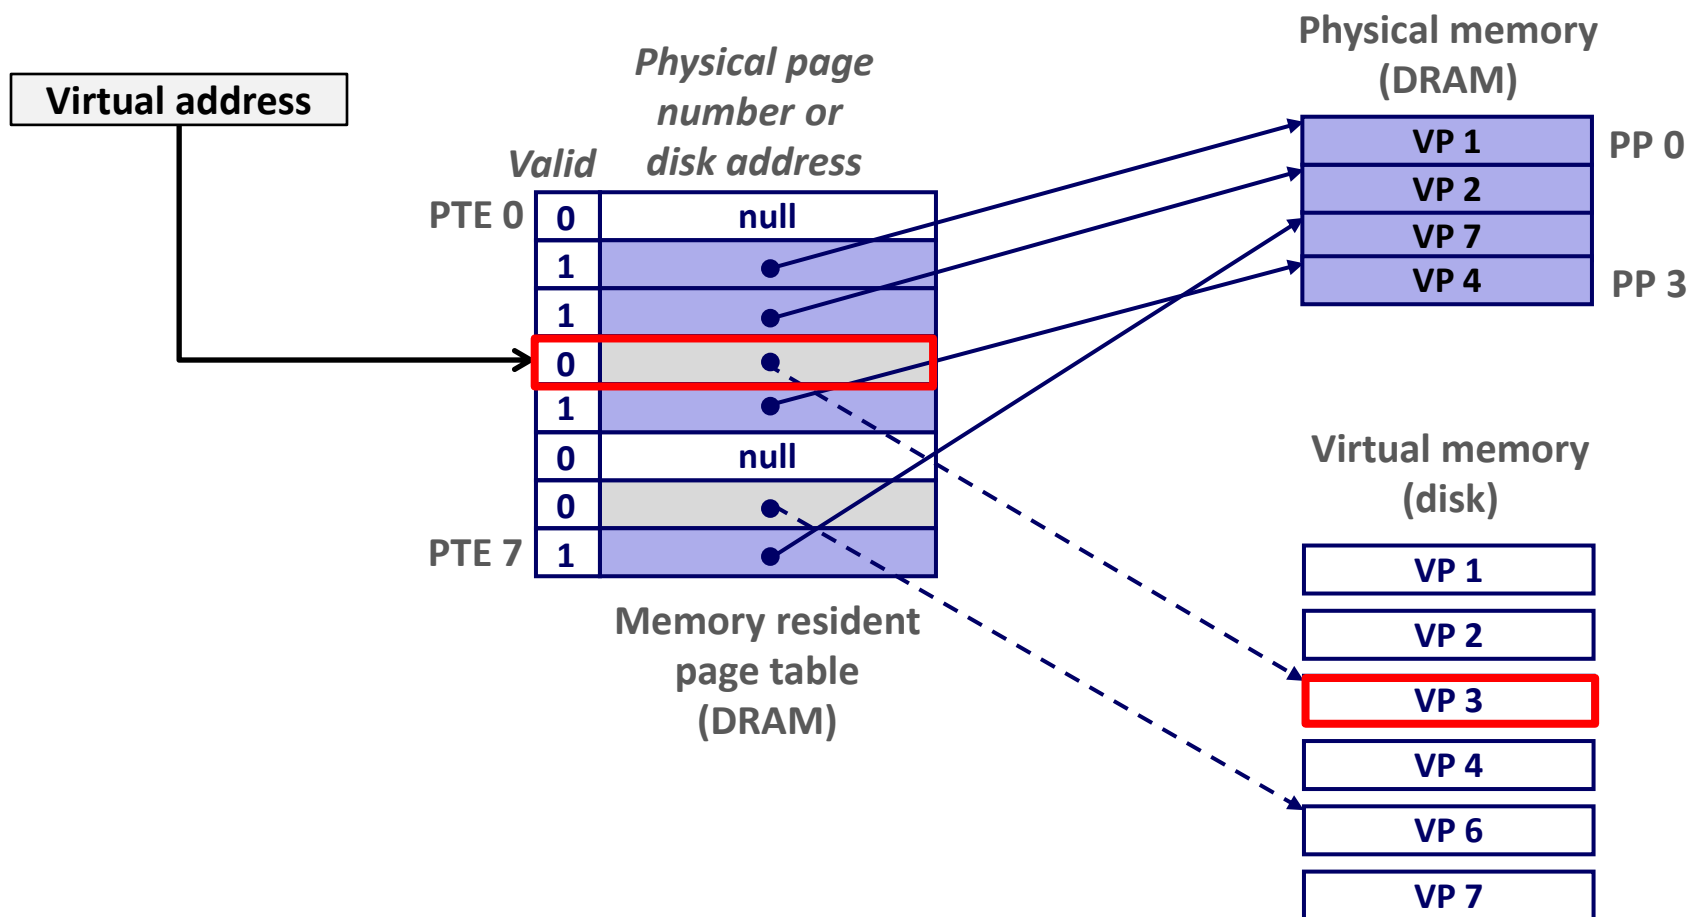 Virtual address
Physical page
number or
disk address
Valid
PTE 0
0
null
1
1
0
1
0
null
0
PTE 7
1
Memory resident
page table
(DRAM)
Physical memory
(DRAM)
VP 1
PP 0
VP 2
VP 7
VP 4
PP 3
Virtual memory
(disk)
VP 1
VP 2
VP 3
VP 4
VP 6
VP 7